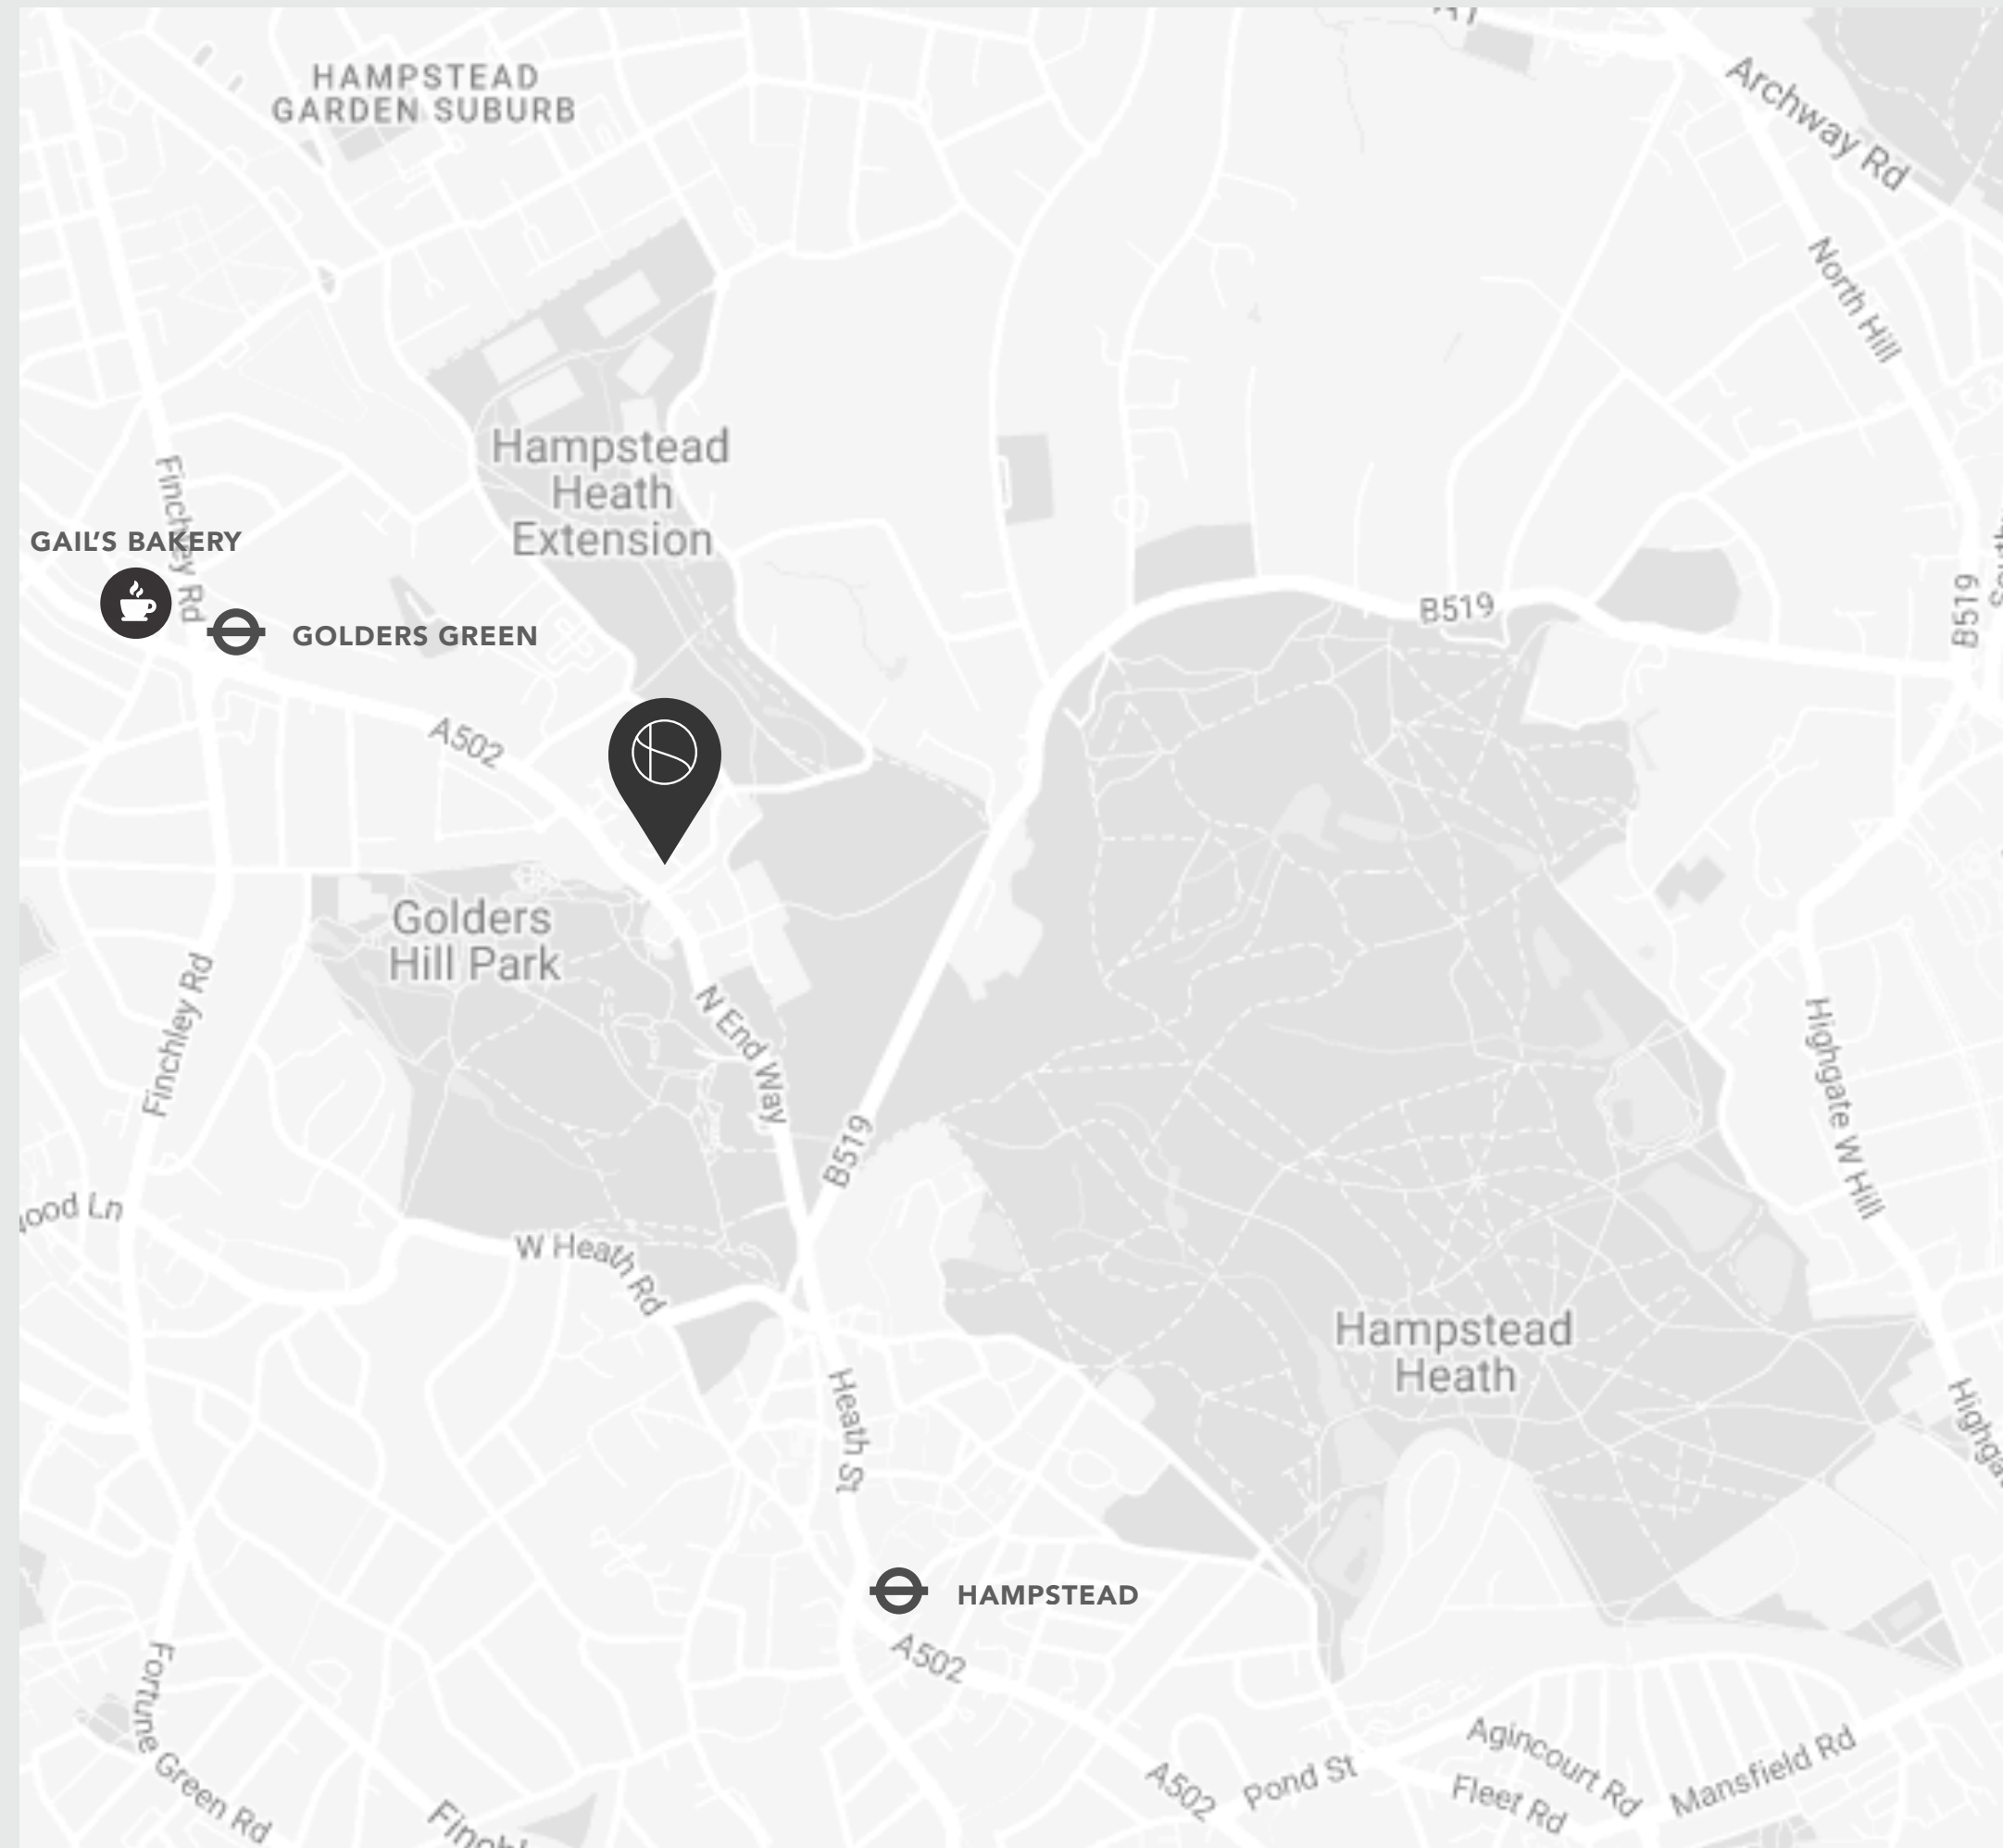 HAMPSTEAD
GARDEN SUBURB
Archway Rd
North Hill
Hampstead
Heath
Extension
Finchley Rd
GAIL'S BAKERY
GOLDERS GREEN
B519
B519
A502
Golders
Hill Park
Finchley Rd
N End Way
B519
Highgate W Hill
W Heath Rd
Hampstead
Heath
Heath St
HAMPSTEAD
A502
Fortune Green Rd
A502
Pond St
Agincourt Rd
Fleet Rd
Mansfield Rd